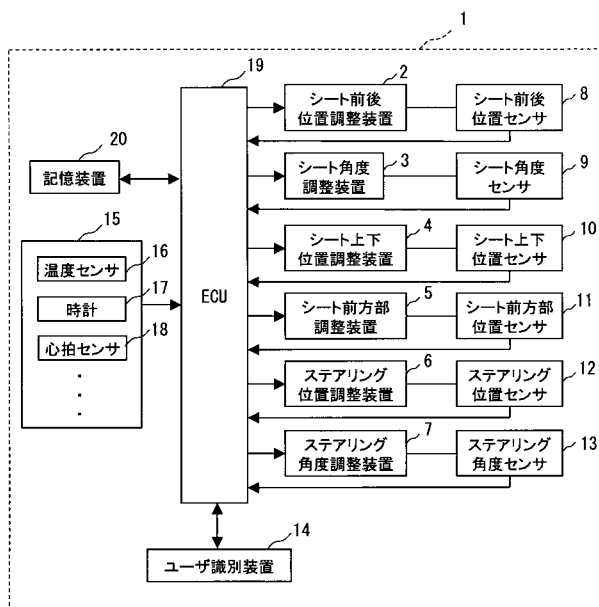 1
19
2
8
シート前後
位置調整装置
シート前後
位置センサ
20
記憶装置
3
9
シート角度
調整装置
シート角度
センサ
15
温度センサ
16
時計
17
心拍センサ
18
・
・
・
ECU
4
10
シート上下
位置調整装置
シート上下
位置センサ
5
11
シート前方部
調整装置
シート前方部
位置センサ
6
12
ステアリング
位置調整装置
ステアリング
位置センサ
7
13
ステアリング
角度調整装置
ステアリング
角度センサ
14
ユーザ識別装置